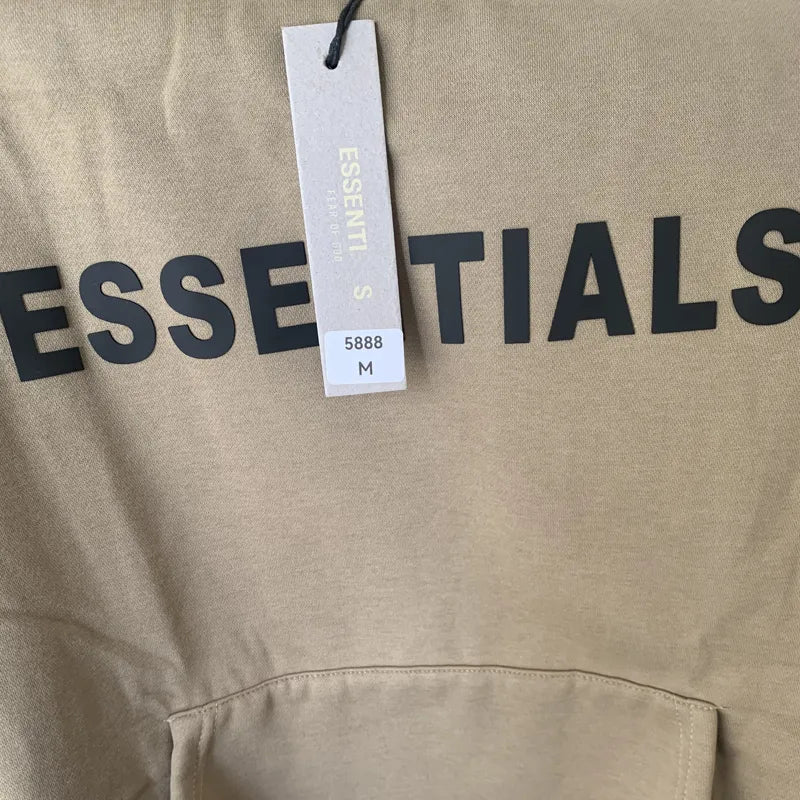 ESSENTI S
FEAR OF GOD
ESSE TIALS
5888
M